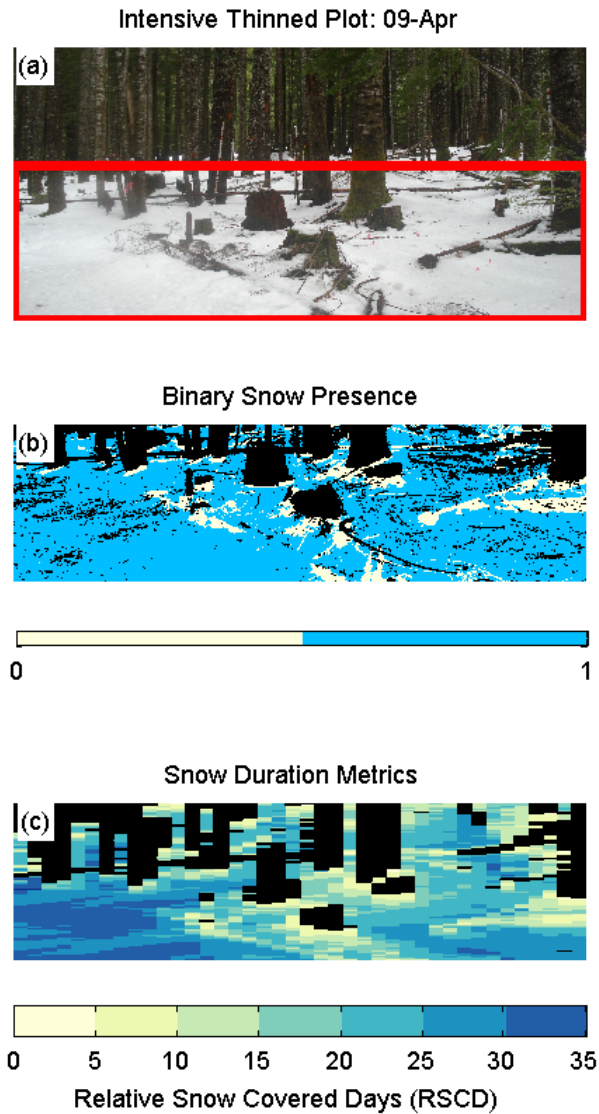 Intensive Thinned Plot: 09-Apr
(a)
Binary Snow Presence
(b)
0 1
Snow Duration Metrics
(c)
0 5 10 15 20 25 30 35
Relative Snow Covered Days (RSCD)